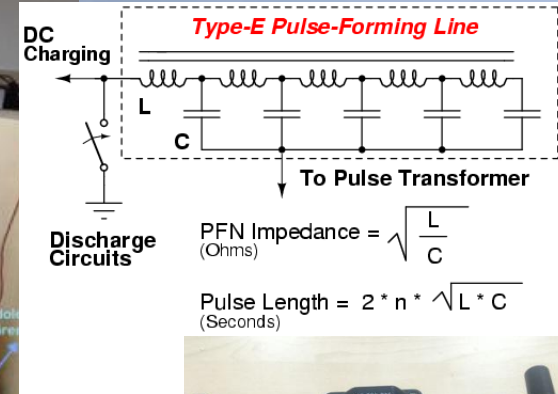 Type-E Pulse-Forming Line
DC
Charging
L
C
To Pulse Transformer
Discharge
Circuits
PFN Impedance = √ L
C
(Ohms)
Pulse Length = 2 * n * √ L * C
(Seconds)